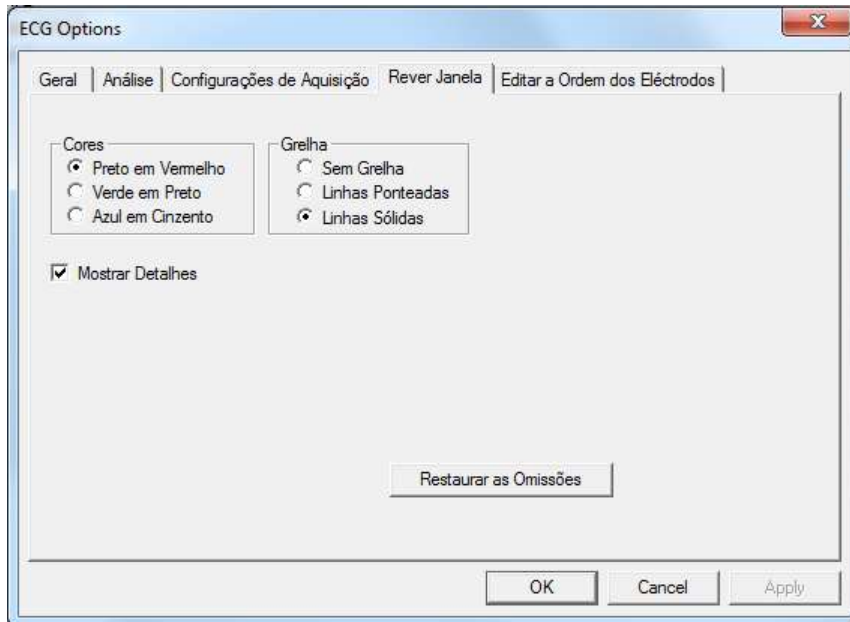 ECG Options
Geral Análise Configurações de Aquisição Rever Janela Editar a Ordem dos Eléctrodos
Cores
Preto em Vermelho
Verde em Preto
Azul em Cinzento
Grelha
Sem Grelha
Linhas Ponteadas
Linhas Sólidas
Mostrar Detalhes
Restaurar as Omissões
OK Cancel Apply